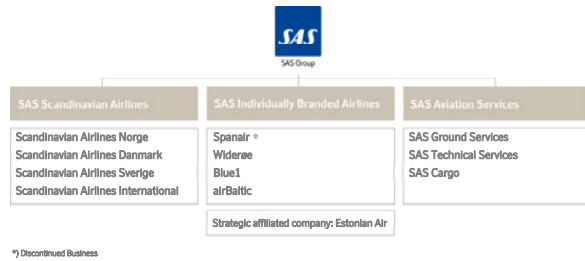 SAS
SAS Group
SAS Scandinavian Airlines
Scandinavian Airlines Norge
Scandinavian Airlines Danmark
Scandinavian Airlines Sverige
Scandinavian Airlines International
SAS Individually Branded Airlines
Spanair *
Widerøe
Blue1
airBaltic
Strategic affiliated company: Estonian Air
SAS Aviation Services
SAS Ground Services
SAS Technical Services
SAS Cargo
*) Discontinued Business